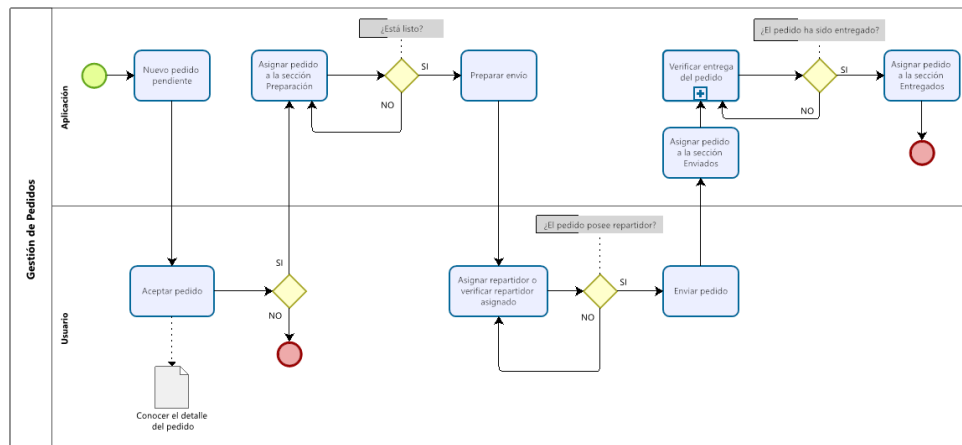 Gestión de Pedidos
Aplicación
Nuevo pedido
pendiente
Asignar pedido
a la sección
Preparación
¿Está listo?
SI
NO
Preparar envío
Verificar entrega
del pedido
¿El pedido ha sido entregado?
SI
NO
Asignar pedido
a la sección
Entregados
Asignar pedido
a la sección
Enviados
Usuario
Aceptar pedido
SI
NO
Conocer el detalle
del pedido
Asignar repartidor o
verificar repartidor
asignado
¿El pedido posee repartidor?
SI
NO
Enviar pedido